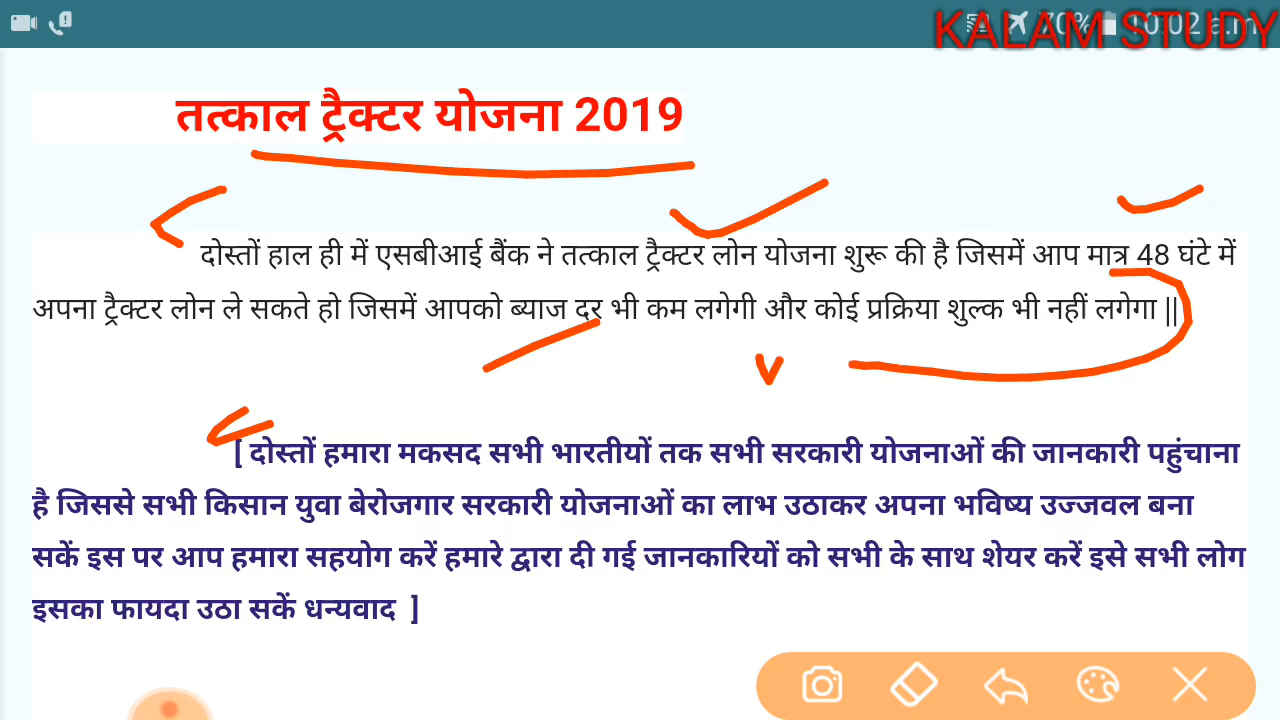 70% 10:02 a.m
KALAM STUDY
तत्काल ट्रैक्टर योजना 2019
दोस्तों हाल ही में एसबीआई बैंक ने तत्काल ट्रैक्टर लोन योजना शुरू की है जिसमें आप मात्र 48 घंटे में
अपना ट्रैक्टर लोन ले सकते हो जिसमें आपको ब्याज दर भी कम लगेगी और कोई प्रक्रिया शुल्क भी नहीं लगेगा ||
[ दोस्तों हमारा मकसद सभी भारतीयों तक सभी सरकारी योजनाओं की जानकारी पहुंचाना
है जिससे सभी किसान युवा बेरोजगार सरकारी योजनाओं का लाभ उठाकर अपना भविष्य उज्जवल बना
सकें इस पर आप हमारा सहयोग करें हमारे द्वारा दी गई जानकारियों को सभी के साथ शेयर करें इसे सभी लोग
इसका फायदा उठा सकें धन्यवाद ]